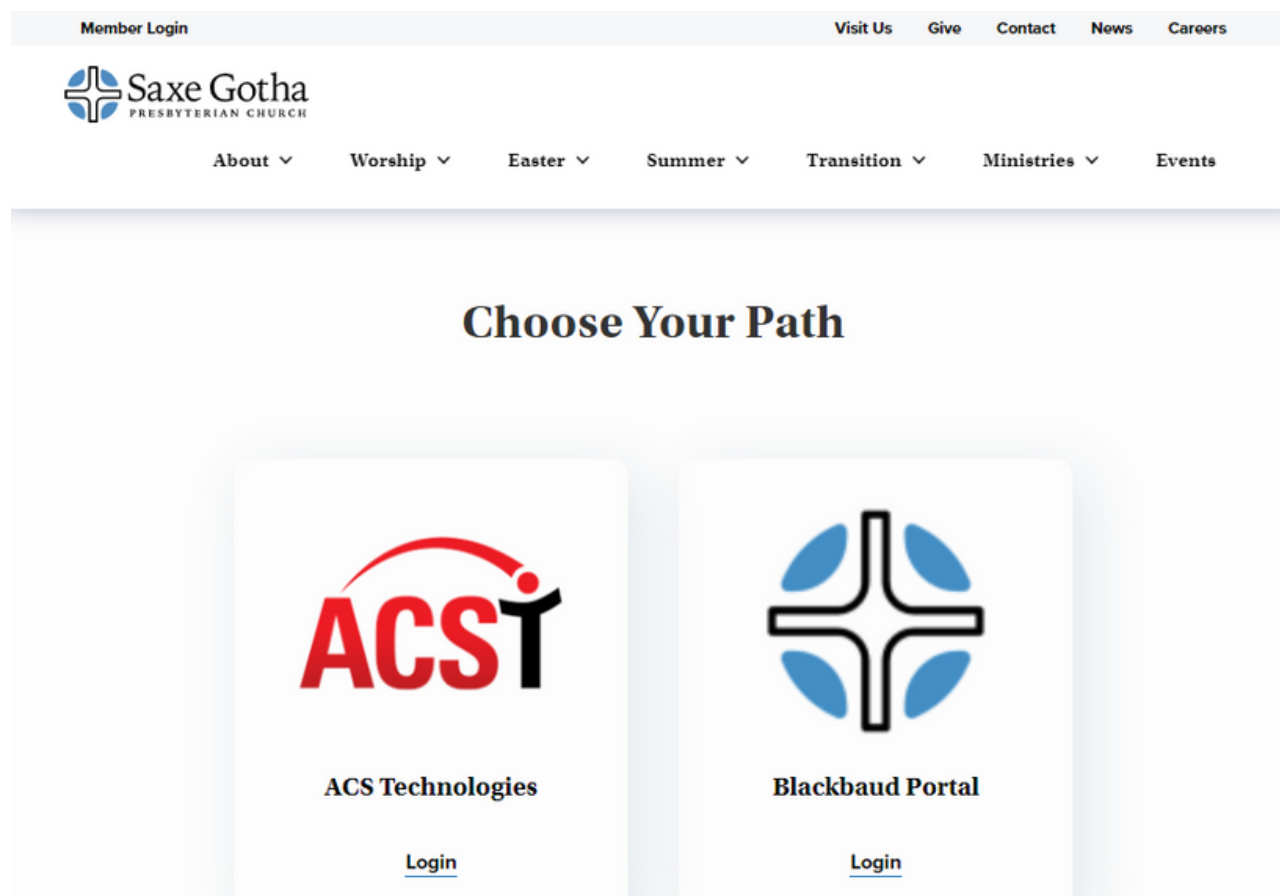 Member Login Visit Us Give Contact News Careers
Saxe Gotha
PRESBYTERIAN CHURCH
About Worship Easter Summer Transition Ministries Events
Choose Your Path
ACST
ACS Technologies
Login
Blackbaud Portal
Login